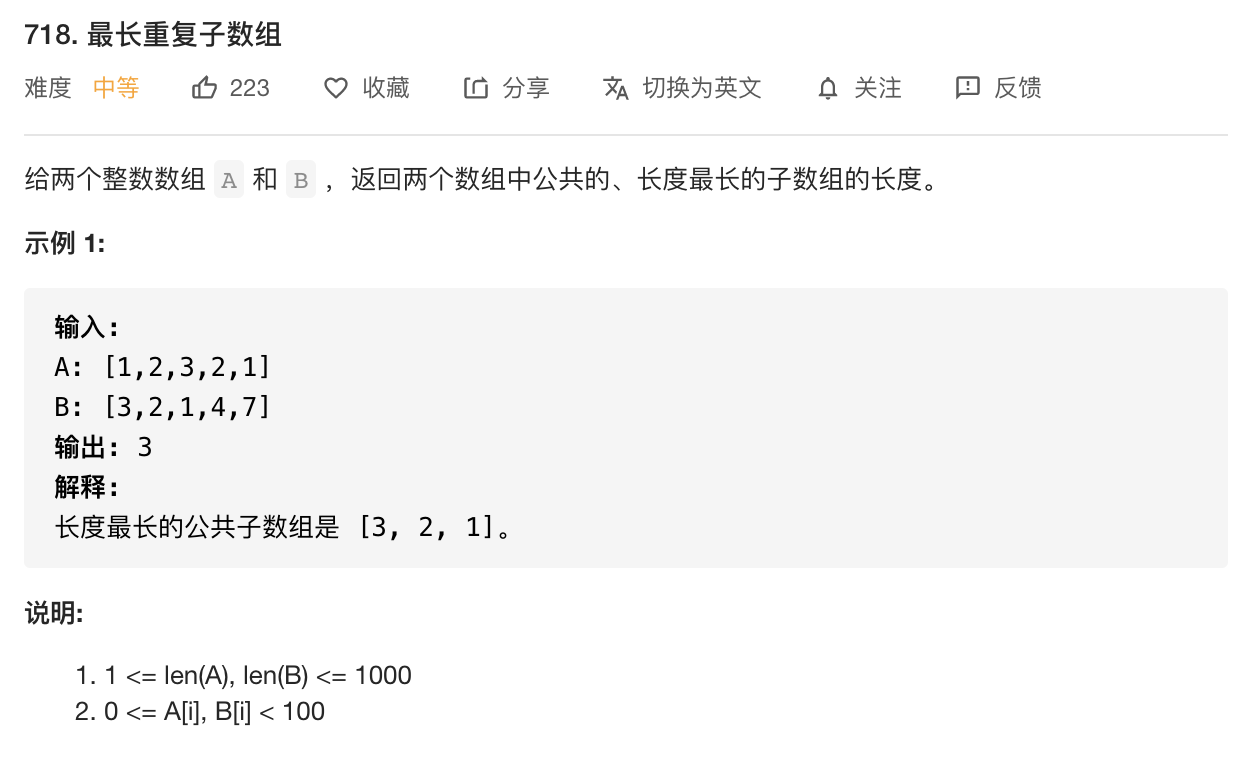 718. 最长重复子数组
难度 中等 223 收藏 分享 切换为英文 关注 反馈
给两个整数数组 A 和 B ，返回两个数组中公共的、长度最长的子数组的长度。
示例 1:
输入:
A: [1,2,3,2,1]
B: [3,2,1,4,7]
输出: 3
解释:
长度最长的公共子数组是 [3, 2, 1]。
说明:
1. 1 <= len(A), len(B) <= 1000
2. 0 <= A[i], B[i] < 100